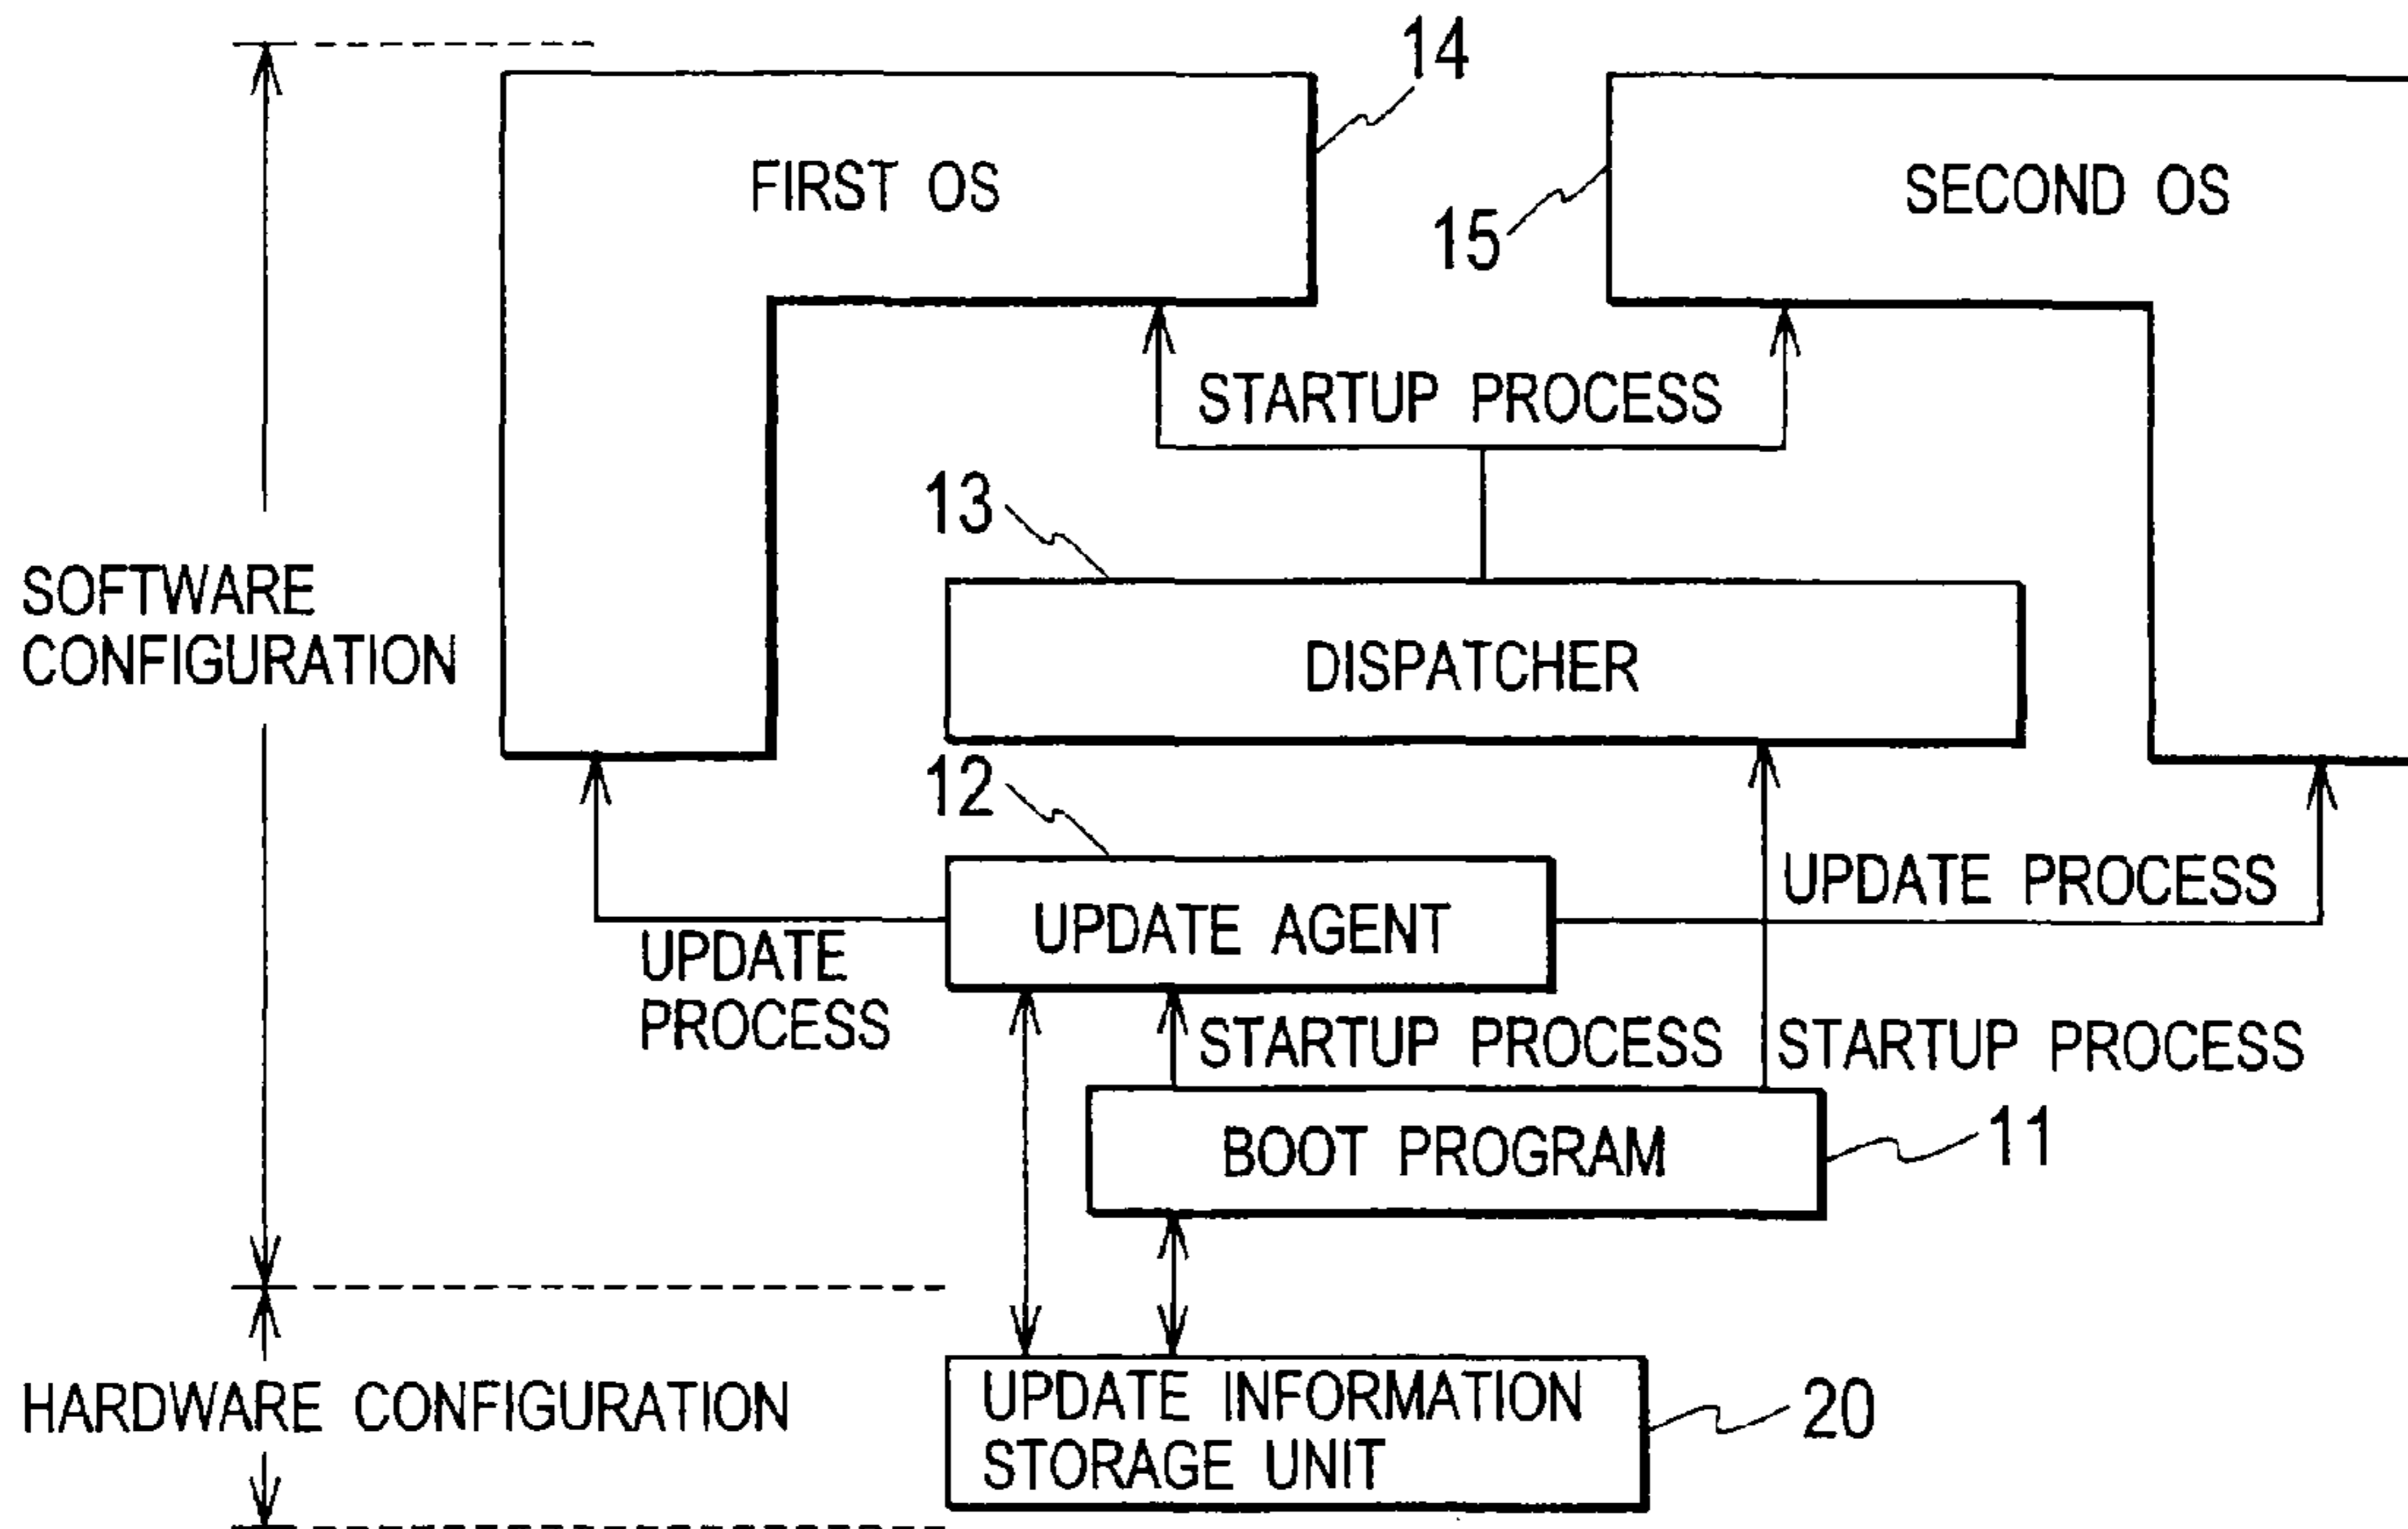 14
FIRST OS
SECOND OS
15
STARTUP PROCESS
13
SOFTWARE
CONFIGURATION
DISPATCHER
12
UPDATE PROCESS
UPDATE AGENT
UPDATE
PROCESS
STARTUP PROCESS
STARTUP PROCESS
BOOT PROGRAM
11
HARDWARE CONFIGURATION
UPDATE INFORMATION
STORAGE UNIT
20